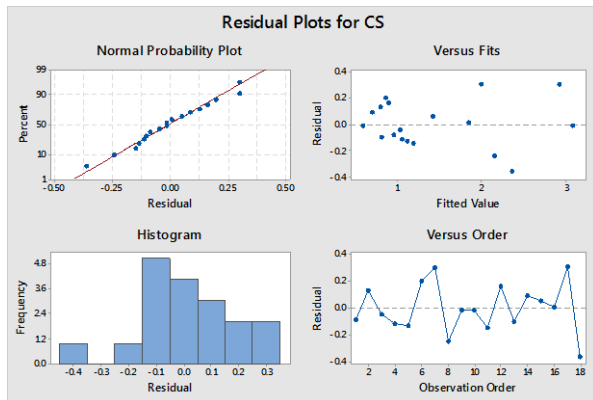 Residual Plots for CS
Normal Probability Plot
Versus Fits
99
90
50
10
1
Percent
-0.50 -0.25 0.00 0.25 0.50
Residual
0.4
0.2
0.0
-0.2
-0.4
Residual
1 2 3
Fitted Value
Histogram
Versus Order
4.8
3.6
2.4
1.2
0.0
Frequency
-0.4 -0.3 -0.2 -0.1 0.0 0.1 0.2 0.3
Residual
0.4
0.2
0.0
-0.2
-0.4
Residual
2 4 6 8 10 12 14 16 18
Observation Order